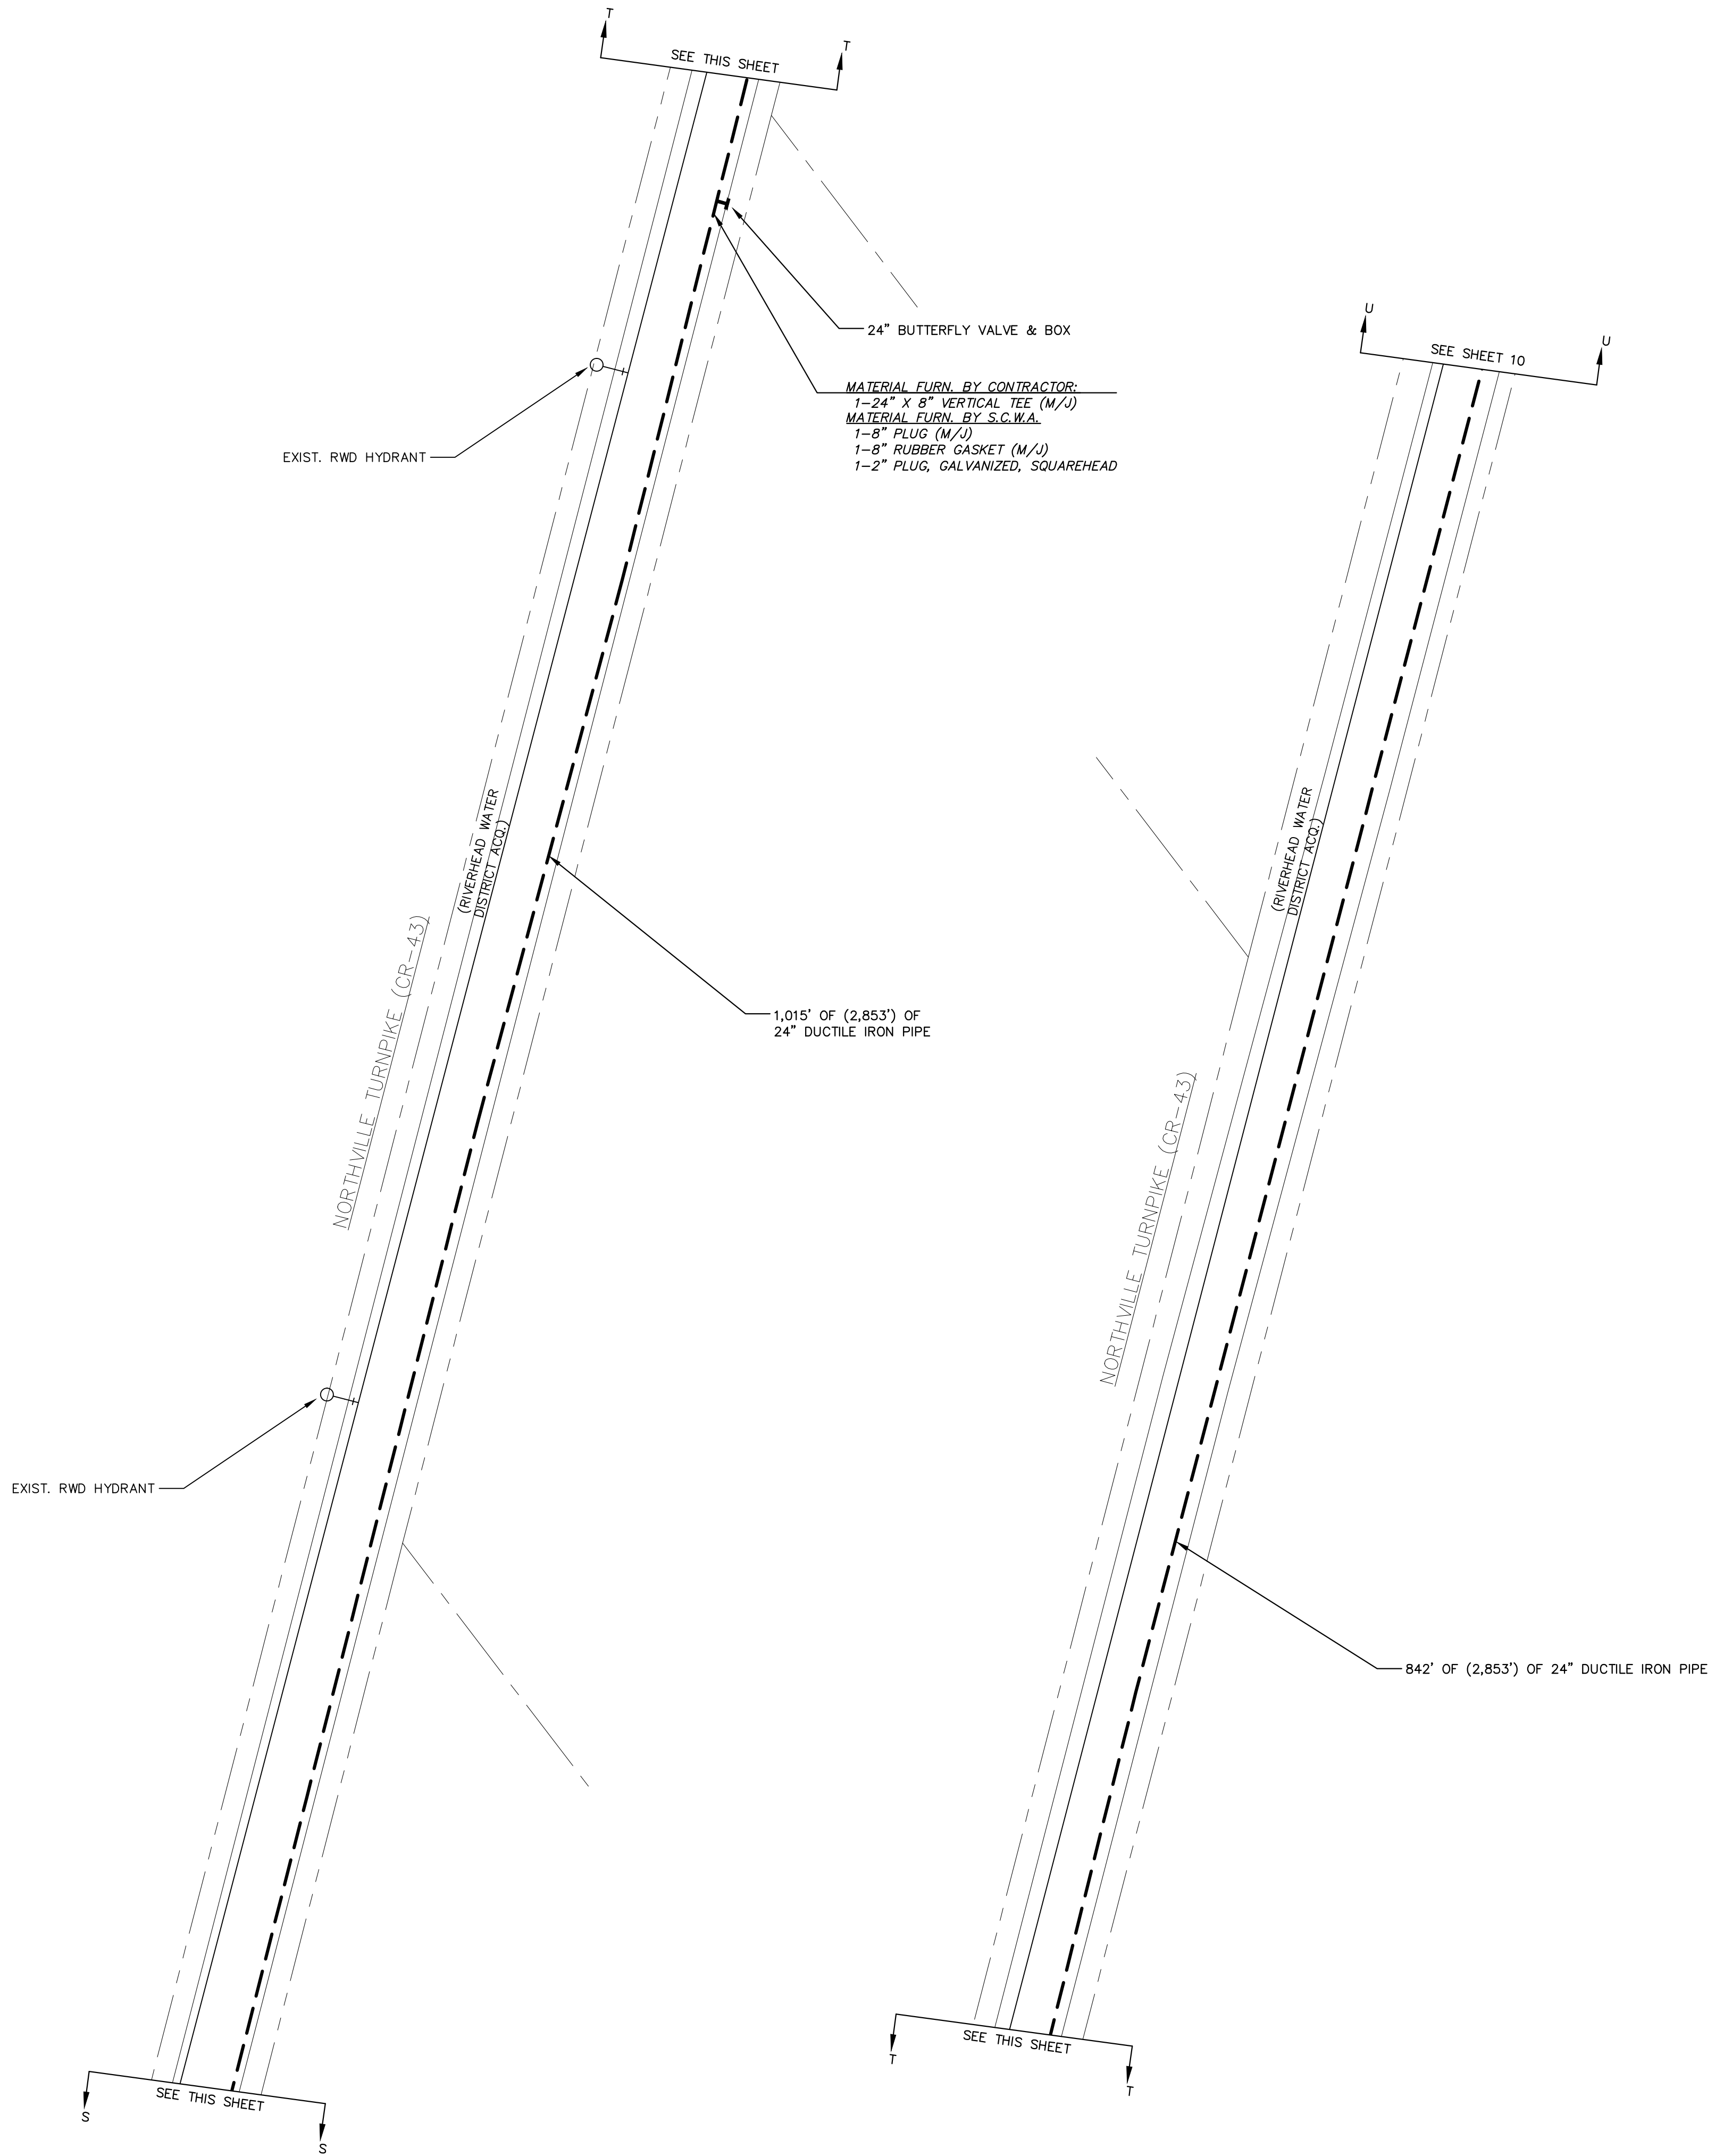 T
T
SEE THIS SHEET
24" BUTTERFLY VALVE & BOX
MATERIAL FURN. BY CONTRACTOR:
1-24" X 8" VERTICAL TEE (M/J)
MATERIAL FURN. BY S.C.W.A.
1-8" PLUG (M/J)
1-8" RUBBER GASKET (M/J)
1-2" PLUG, GALVANIZED, SQUAREHEAD
EXIST. RWD HYDRANT
(RIVERHEAD WATER
DISTRICT ACQ.)
NORTHVILLE TURNPIKE (CR-43)
1,015' OF (2,853') OF
24" DUCTILE IRON PIPE
EXIST. RWD HYDRANT
SEE THIS SHEET
S
S
U
U
SEE SHEET 10
(RIVERHEAD WATER
DISTRICT ACQ.)
NORTHVILLE TURNPIKE (CR-43)
842' OF (2,853') OF 24" DUCTILE IRON PIPE
SEE THIS SHEET
T
T